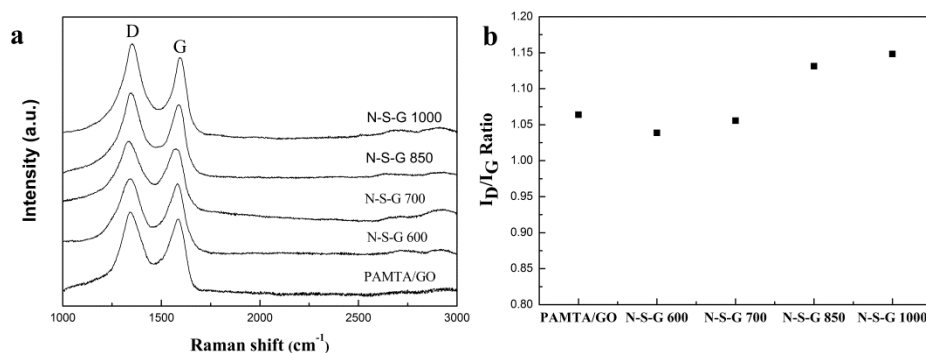 a
D
G
N-S-G 1000
N-S-G 850
N-S-G 700
N-S-G 600
PAMTA/GO
Intensity (a.u.)
1000 1500 2000 2500 3000
Raman shift (cm⁻¹)
b
1.20
1.15
1.10
1.05
1.00
0.95
0.90
0.85
0.80
I_D/I_G Ratio
PAMTA/GO N-S-G 600 N-S-G 700 N-S-G 850 N-S-G 1000